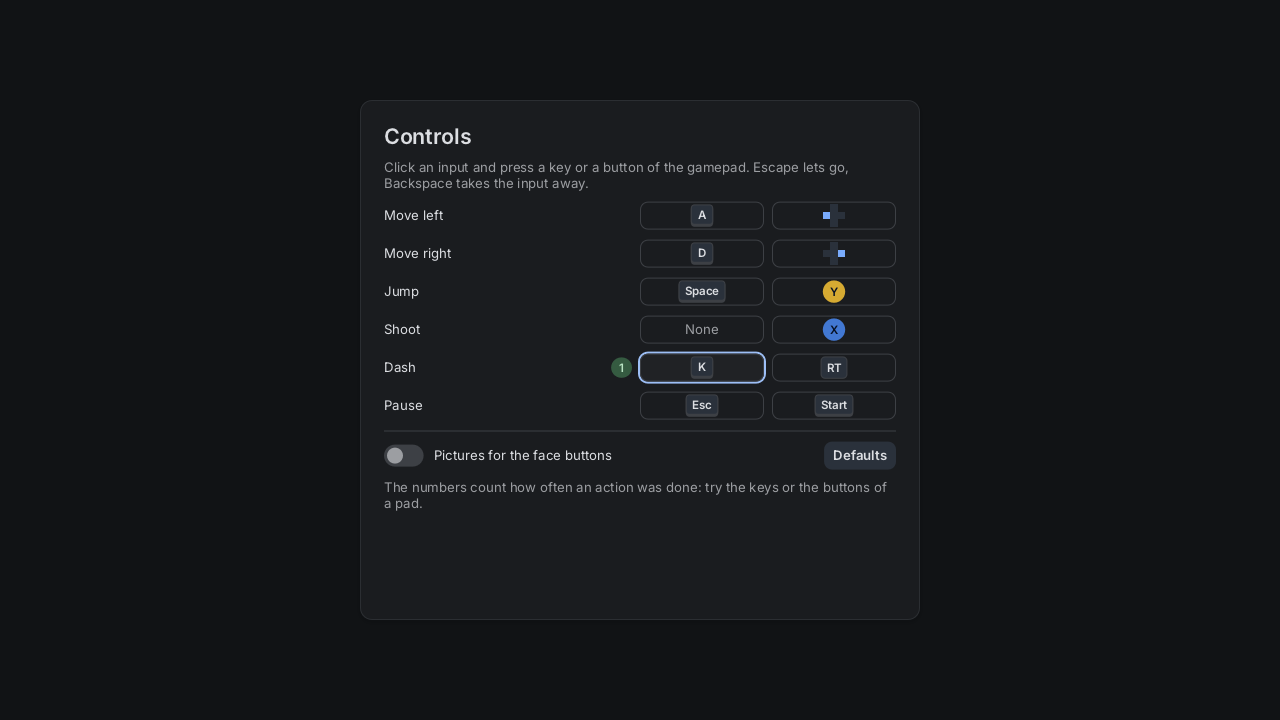 Controls
Click an input and press a key or a button of the gamepad. Escape lets go,
Backspace takes the input away.
Move left A
Move right D
Jump Space Y
Shoot None X
Dash 1 K RT
Pause Esc Start
Pictures for the face buttons Defaults
The numbers count how often an action was done: try the keys or the buttons of
a pad.